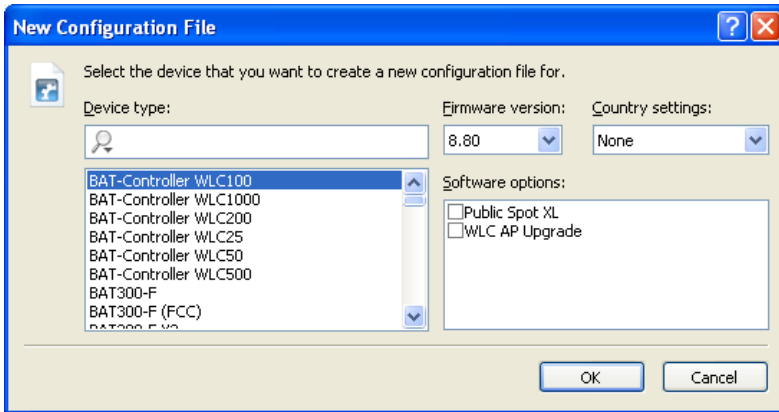 New Configuration File
Select the device that you want to create a new configuration file for.
Device type:
Firmware version:
Country settings:
8.80
None
BAT-Controller WLC100
BAT-Controller WLC1000
BAT-Controller WLC200
BAT-Controller WLC25
BAT-Controller WLC50
BAT-Controller WLC500
BAT300-F
BAT300-F (FCC)
Software options:
Public Spot XL
WLC AP Upgrade
OK
Cancel